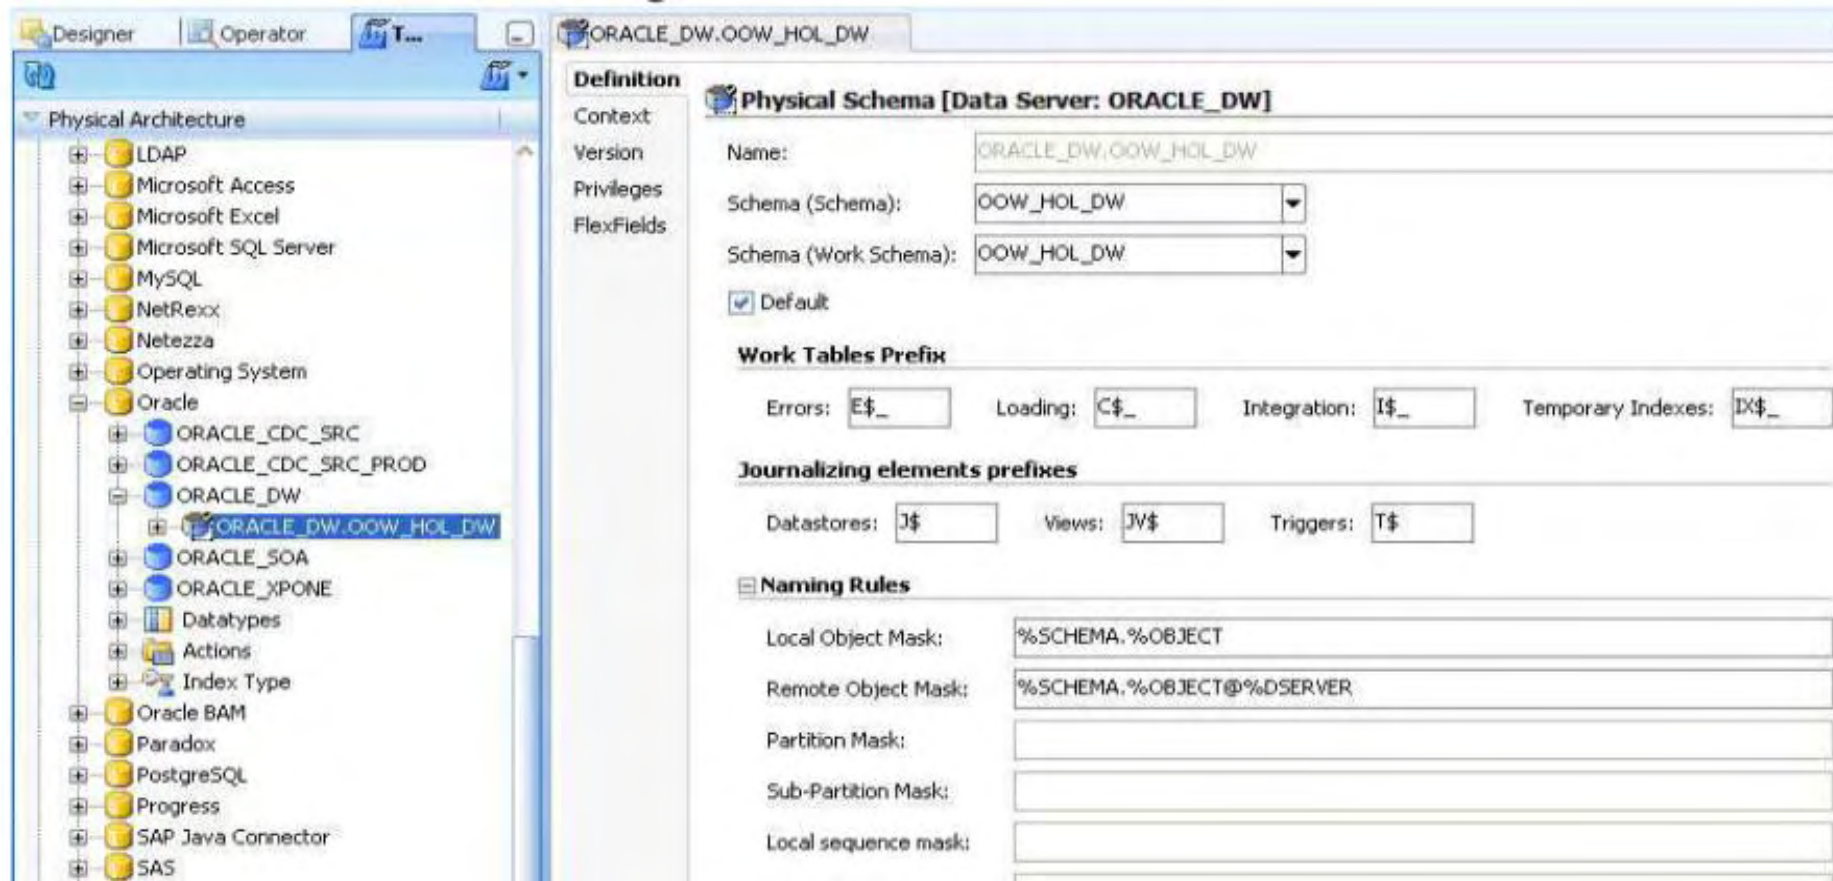 Designer
Operator
T...
ORACLE_DW.OOW_HOL_DW
Physical Architecture
LDAP
Microsoft Access
Microsoft Excel
Microsoft SQL Server
MySQL
NetRexx
Netezza
Operating System
Oracle
ORACLE_CDC_SRC
ORACLE_CDC_SRC_PROD
ORACLE_DW
ORACLE_DW.OOW_HOL_DW
ORACLE_SOA
ORACLE_XPONE
Datatypes
Actions
Index Type
Oracle BAM
Paradox
PostgreSQL
Progress
SAP Java Connector
SAS
Definition
Context
Version
Privileges
FlexFields
Physical Schema [Data Server: ORACLE_DW]
Name: ORACLE_DW.OOW_HOL_DW
Schema (Schema): OOW_HOL_DW
Schema (Work Schema): OOW_HOL_DW
Default
Work Tables Prefix
Errors: E$_ Loading: C$_ Integration: I$_ Temporary Indexes: IX$_
Journalizing elements prefixes
Datastores: J$ Views: JV$ Triggers: T$
Naming Rules
Local Object Mask: %SCHEMA.%OBJECT
Remote Object Mask: %SCHEMA.%OBJECT@%DSERVER
Partition Mask:
Sub-Partition Mask:
Local sequence mask: